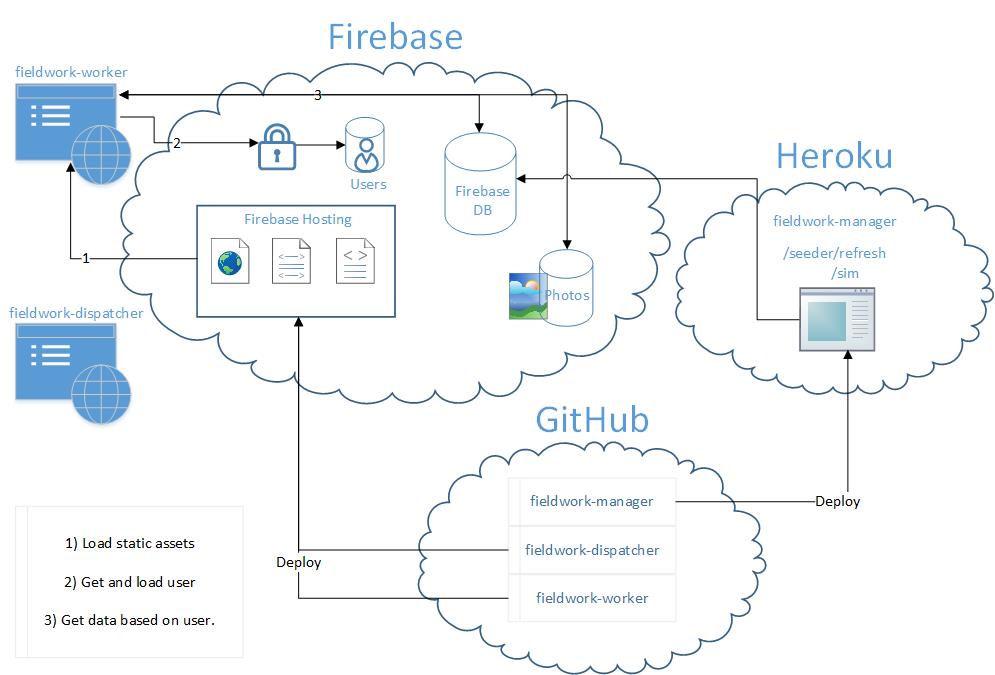 Firebase
fieldwork-worker
3
2
Users
Firebase
DB
Heroku
Firebase Hosting
fieldwork-manager
/seeder/refresh
/sim
1
Photos
fieldwork-dispatcher
GitHub
fieldwork-manager
Deploy
fieldwork-dispatcher
Deploy
fieldwork-worker
1) Load static assets
2) Get and load user
3) Get data based on user.